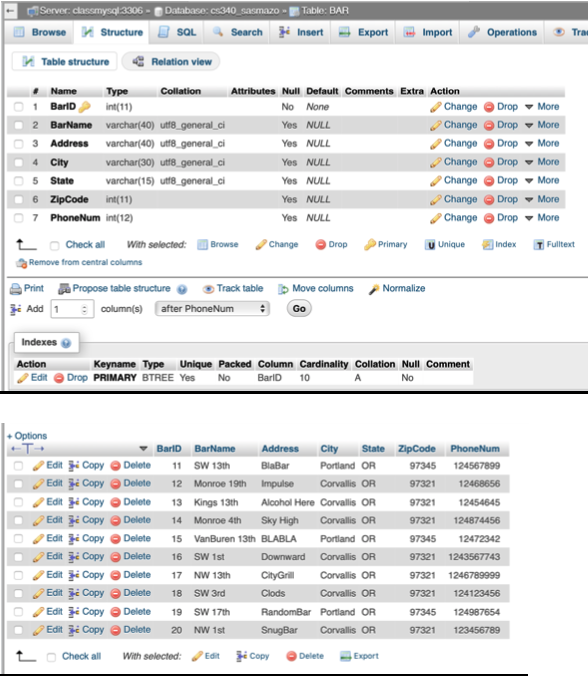 Server: classmysql:3306 » Database: cs340_sasmazo » Table: BAR
Browse Structure SQL Search Insert Export Import Operations Tra
Table structure Relation view
# Name Type Collation Attributes Null Default Comments Extra Action
1 BarID int(11) No None Change Drop More
2 BarName varchar(40) utf8_general_ci Yes NULL Change Drop More
3 Address varchar(40) utf8_general_ci Yes NULL Change Drop More
4 City varchar(30) utf8_general_ci Yes NULL Change Drop More
5 State varchar(15) utf8_general_ci Yes NULL Change Drop More
6 ZipCode int(11) Yes NULL Change Drop More
7 PhoneNum int(12) Yes NULL Change Drop More
Check all With selected: Browse Change Drop Primary Unique Index Fulltext
Remove from central columns
Print Propose table structure Track table Move columns Normalize
Add 1 column(s) after PhoneNum Go
Indexes
Action Keyname Type Unique Packed Column Cardinality Collation Null Comment
Edit Drop PRIMARY BTREE Yes No BarID 10 A No
+ Options
←T→ BarID BarName Address City State ZipCode PhoneNum
Edit Copy Delete 11 SW 13th BlaBar Portland OR 97345 124567899
Edit Copy Delete 12 Monroe 19th Impulse Corvallis OR 97321 12468656
Edit Copy Delete 13 Kings 13th Alcohol Here Corvallis OR 97321 12454645
Edit Copy Delete 14 Monroe 4th Sky High Corvallis OR 97321 124874456
Edit Copy Delete 15 VanBuren 13th BLABLA Portland OR 97345 12472342
Edit Copy Delete 16 SW 1st Downward Corvallis OR 97321 1243567743
Edit Copy Delete 17 NW 13th CityGrill Corvallis OR 97321 1246789999
Edit Copy Delete 18 SW 3rd Clods Corvallis OR 97321 124123456
Edit Copy Delete 19 SW 17th RandomBar Portland OR 97345 124987654
Edit Copy Delete 20 NW 1st SnugBar Corvallis OR 97321 123456789
Check all With selected: Edit Copy Delete Export